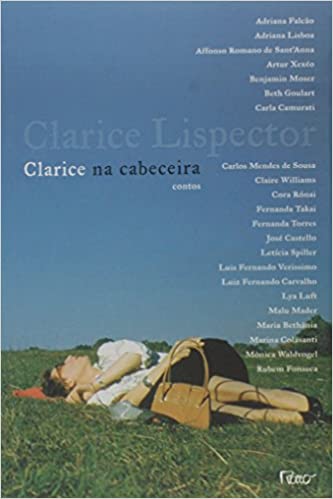 Adriana Falcão
Adriana Lisboa
Affonso Romano de Sant'Anna
Artur Xexéo
Benjamin Moser
Beth Goulart
Carla Camurati
Clarice Lispector
Clarice na cabeceira
contos
Carlos Mendes de Sousa
Claire Williams
Cora Rónai
Fernanda Takai
Fernanda Torres
José Castello
Letícia Spiller
Luis Fernando Verissimo
Luiz Fernando Carvalho
Lya Luft
Malu Mader
Maria Bethânia
Marina Colasanti
Mônica Waldvogel
Rubem Fonseca
Rocco